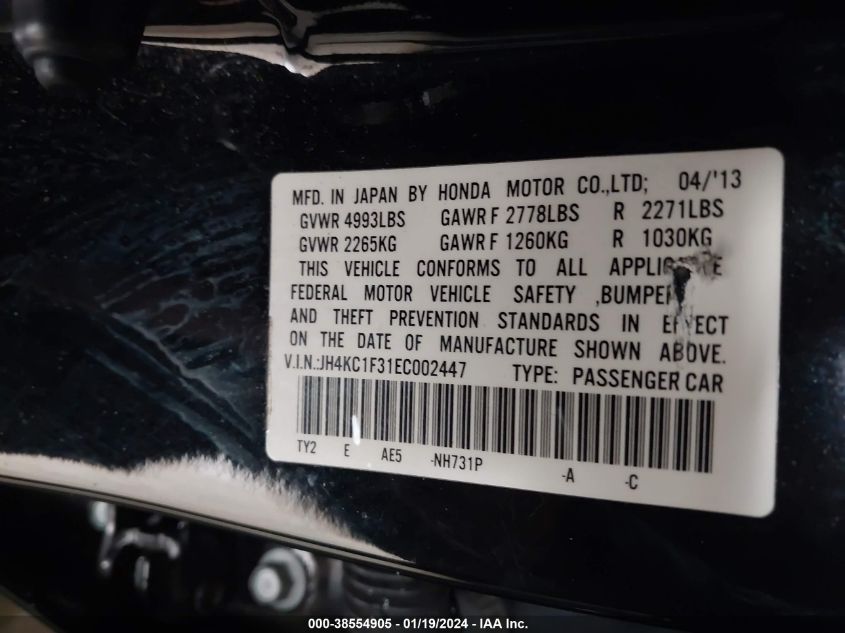 MFD. IN JAPAN BY HONDA MOTOR CO.,LTD; 04/'13
GVWR 4993LBS GAWR F 2778LBS R 2271LBS
GVWR 2265KG GAWR F 1260KG R 1030KG
THIS VEHICLE CONFORMS TO ALL
FEDERAL MOTOR VEHICLE SAFETY ,BUMPER
AND THEFT PREVENTION STANDARDS IN EFFECT
ON THE DATE OF MANUFACTURE SHOWN ABOVE.
V.I.N.:JH4KC1F31EC002447 TYPE: PASSENGER CAR
TY2 E AE5 -NH731P -A -C
000-38554905 - 01/19/2024 - IAA Inc.